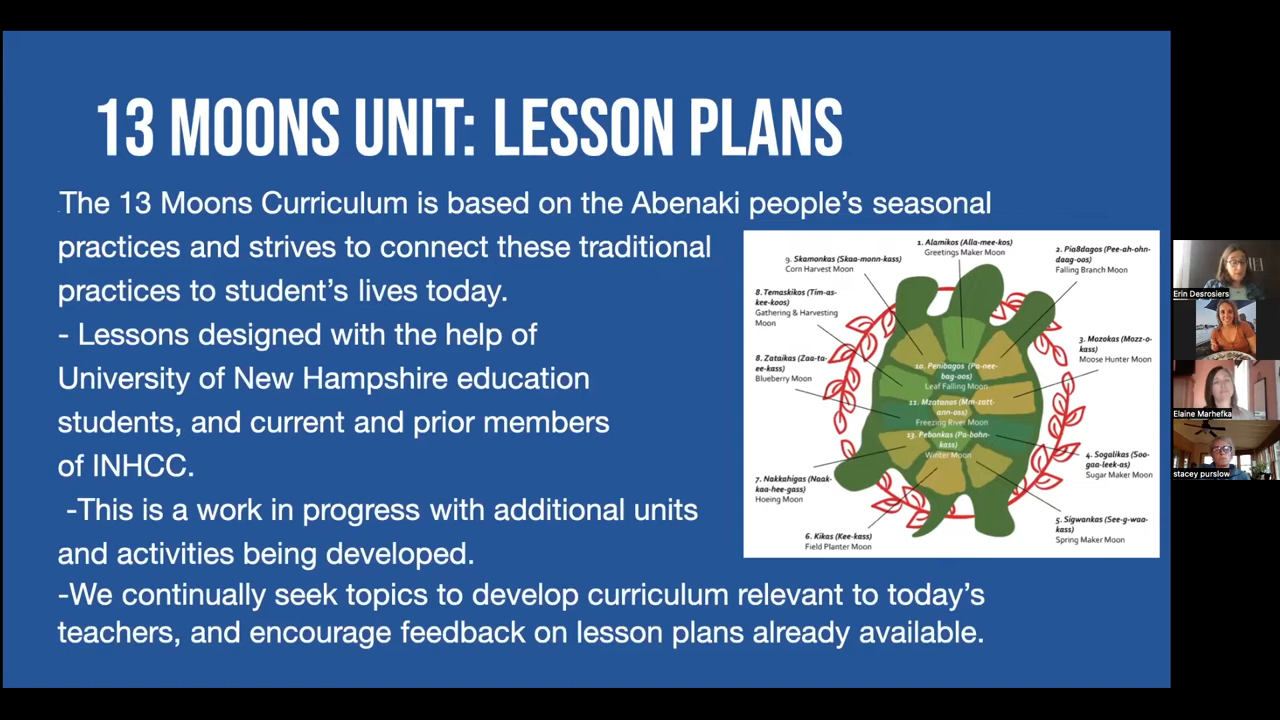 13 MOONS UNIT: LESSON PLANS
The 13 Moons Curriculum is based on the Abenaki people's seasonal
practices and strives to connect these traditional
practices to student's lives today.
- Lessons designed with the help of
University of New Hampshire education
students, and current and prior members
of INHCC.
-This is a work in progress with additional units
and activities being developed.
-We continually seek topics to develop curriculum relevant to today's
teachers, and encourage feedback on lesson plans already available.
1. Alamikos (Alla-mee-kos)
Greetings Maker Moon
2. Pia8dagos (Pee-ah-ohn-
daag-oos)
Falling Branch Moon
3. Mozokas (Mozz-o-
kass)
Moose Hunter Moon
4. Sogalikas (Soo-
gaa-leek-as)
Sugar Maker Moon
5. Sigwankas (See-g-waa-
kass)
Spring Maker Moon
6. Kikas (Kee-kass)
Field Planter Moon
7. Nakkahigas (Naak-
kaa-hee-gass)
Hoeing Moon
8. Zataikas (Zaa-ta-
ee-kass)
Blueberry Moon
8. Temaskikos (Tim-as-
kee-koos)
Gathering & Harvesting
Moon
9. Skamonkas (Skaa-monn-kass)
Corn Harvest Moon
10. Penibagos (Pa-nee-
bag-oos)
Leaf Falling Moon
11. Mzatanos (Mm-zatt-
ann-oss)
Freezing River Moon
13. Pebonkas (Pa-bohn-
kass)
Winter Moon
Erin Desrosiers
Elaine Marhefka
stacey purslow